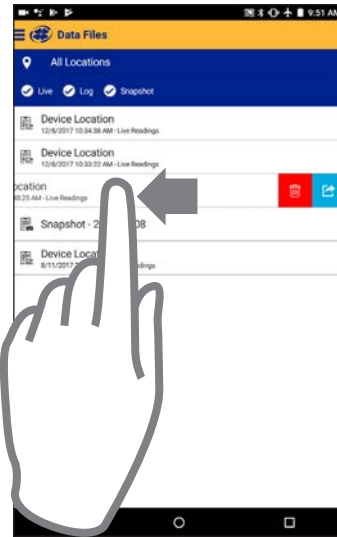 9:51 AM
Data Files
All Locations
Live Log Snapshot
Device Location
12/8/2017 10:34:38 AM - Live Readings
Device Location
12/8/2017 10:33:22 AM - Live Readings
ocation
38:25 AM - Live Readings
Snapshot - 2 08
Device Loca
8/11/2017 dings